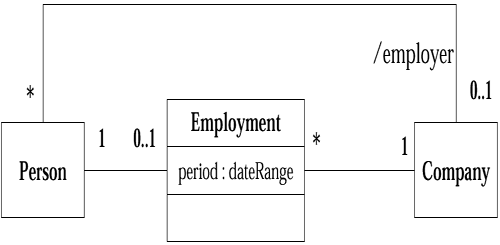 /employer
*
0..1
Person
1
0..1
Employment
period : dateRange
*
1
Company